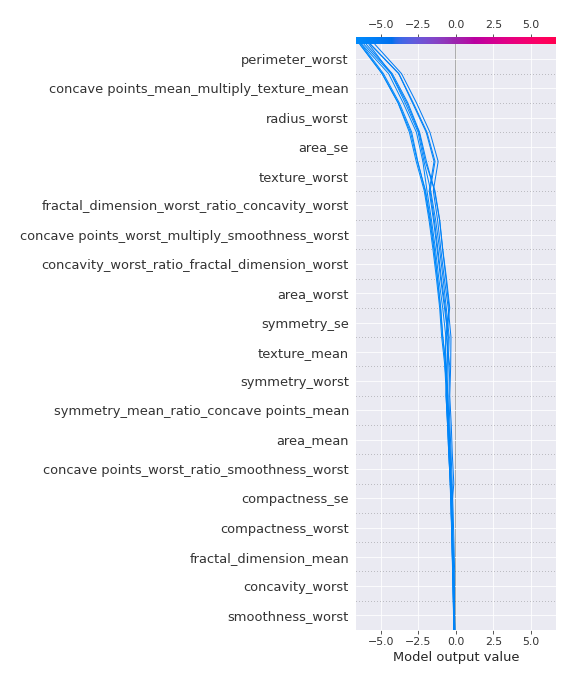 −5.0 −2.5 0.0 2.5 5.0
perimeter_worst
concave points_mean_multiply_texture_mean
radius_worst
area_se
texture_worst
fractal_dimension_worst_ratio_concavity_worst
concave points_worst_multiply_smoothness_worst
concavity_worst_ratio_fractal_dimension_worst
area_worst
symmetry_se
texture_mean
symmetry_worst
symmetry_mean_ratio_concave points_mean
area_mean
concave points_worst_ratio_smoothness_worst
compactness_se
compactness_worst
fractal_dimension_mean
concavity_worst
smoothness_worst
−5.0 −2.5 0.0 2.5 5.0
Model output value